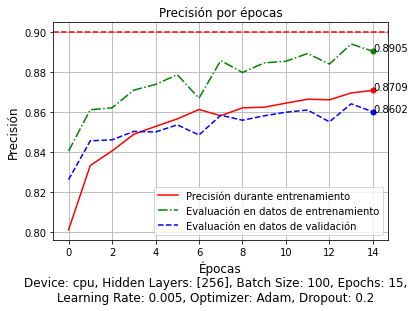 Precisión por épocas
0.90
0.88
0.86
0.84
0.82
0.80
Precisión
0.8905
0.8709
0.8602
Precisión durante entrenamiento
Evaluación en datos de entrenamiento
Evaluación en datos de validación
0 2 4 6 8 10 12 14
Épocas
Device: cpu, Hidden Layers: [256], Batch Size: 100, Epochs: 15,
Learning Rate: 0.005, Optimizer: Adam, Dropout: 0.2